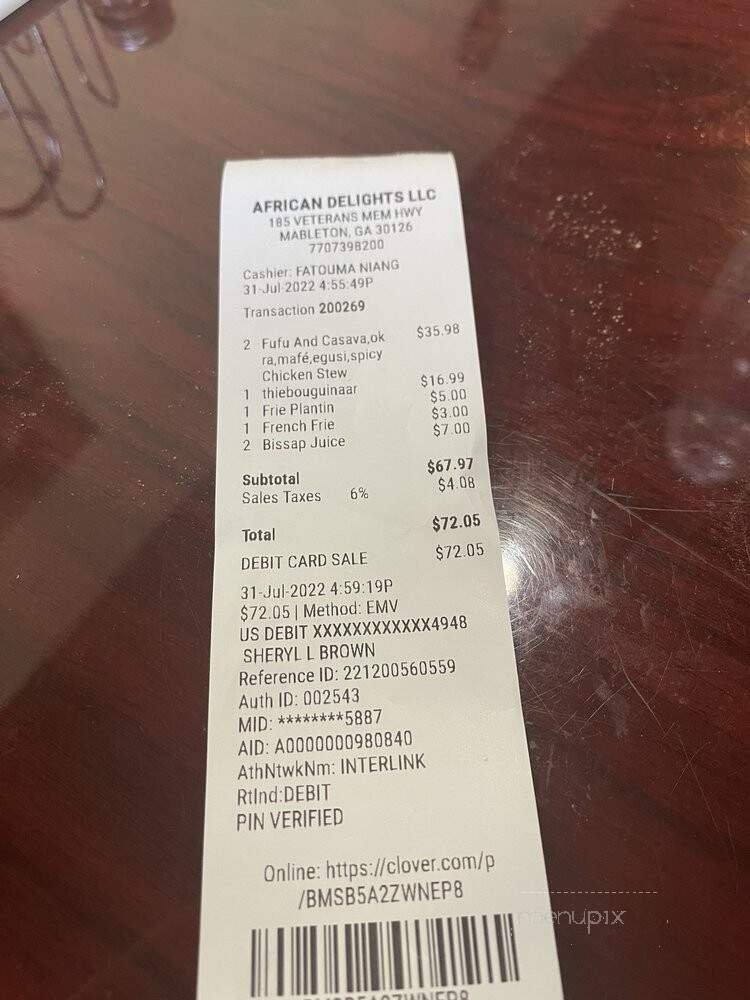 AFRICAN DELIGHTS LLC
185 VETERANS MEM HWY
MABLETON, GA 30126
7707398200
Cashier: FATOUMA NIANG
31-Jul-2022 4:55:49P
Transaction 200269
2 Fufu And Casava,ok $35.98
ra,mafé,egusi,spicy
Chicken Stew
1 thiebouguinaar $16.99
1 Frie Plantin $5.00
1 French Frie $3.00
2 Bissap Juice $7.00
Subtotal $67.97
Sales Taxes 6% $4.08
Total $72.05
DEBIT CARD SALE $72.05
31-Jul-2022 4:59:19P
$72.05 | Method: EMV
US DEBIT XXXXXXXXXXXX4948
SHERYL L BROWN
Reference ID: 221200560559
Auth ID: 002543
MID: ********5887
AID: A0000000980840
AthNtwkNm: INTERLINK
RtInd:DEBIT
PIN VERIFIED
Online: https://clover.com/p
/BMSB5A2ZWNEP8
menupix